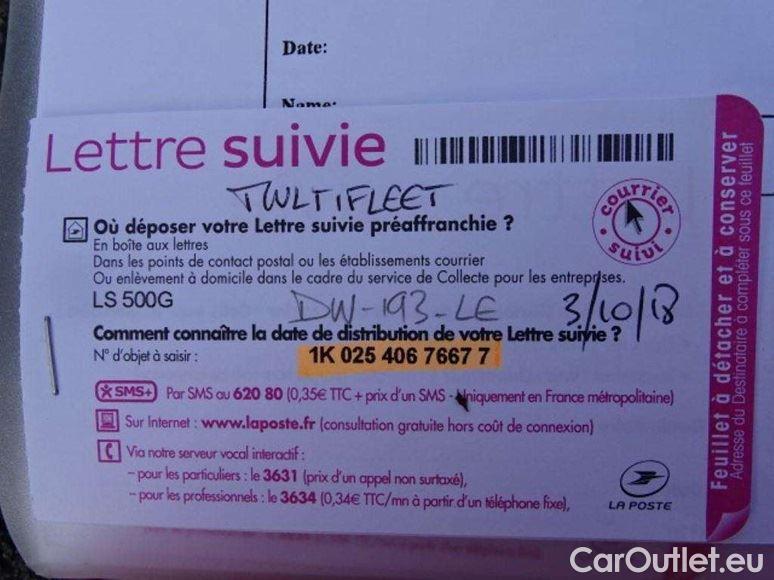 Date:
Name:
Lettre suivie
MULTIFLEET
courrier suivi
Où déposer votre Lettre suivie préaffranchie ?
En boîte aux lettres
Dans les points de contact postal ou les établissements courrier
Ou enlèvement à domicile dans le cadre du service de Collecte pour les entreprises.
LS 500G
DW-193-LE
3/10/18
Comment connaître la date de distribution de votre Lettre suivie ?
N° d'objet à saisir : 1K 025 406 7667 7
SMS+ Par SMS au 620 80 (0,35€ TTC + prix d'un SMS - Uniquement en France métropolitaine)
Sur Internet : www.laposte.fr (consultation gratuite hors coût de connexion)
Via notre serveur vocal interactif :
– pour les particuliers : le 3631 (prix d'un appel non surtaxé),
– pour les professionnels : le 3634 (0,34€ TTC/mn à partir d'un téléphone fixe),
LA POSTE
Feuillet à détacher et à conserver
Adresse du Destinataire à compléter sous ce feuillet
CarOutlet.eu